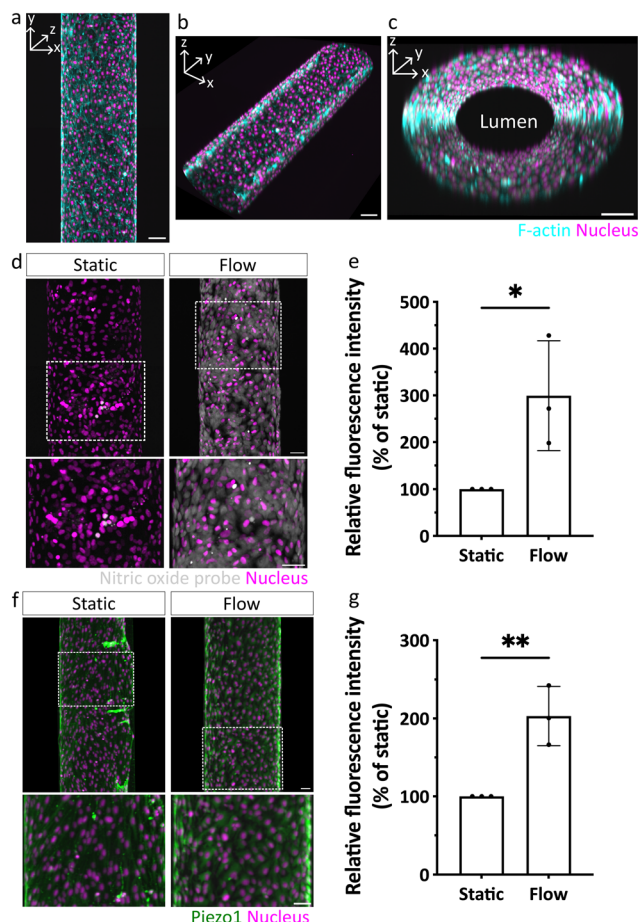 a
y
z
x
b
z
y
x
c
z
y
x
Lumen
F-actin Nucleus
d
Static
Flow
Nitric oxide probe Nucleus
e
Relative fluorescence intensity
(% of static)
500
400
300
200
100
0
*
Static
Flow
f
Static
Flow
Piezo1 Nucleus
g
Relative fluorescence intensity
(% of static)
300
200
100
0
**
Static
Flow